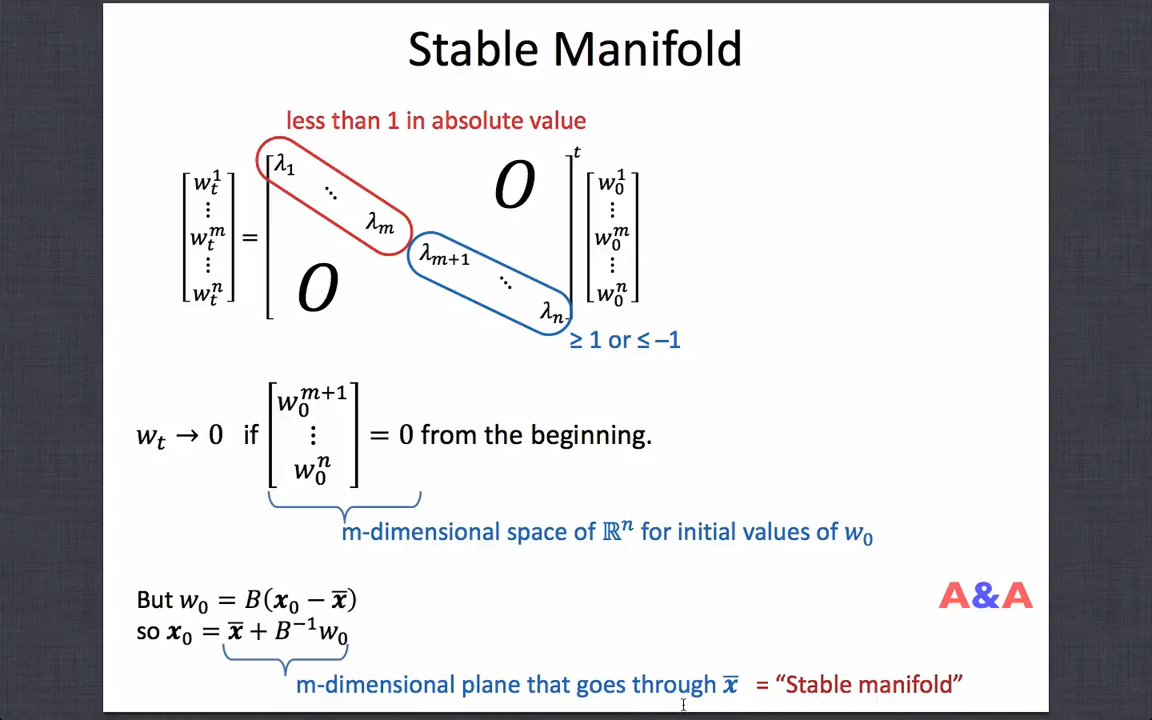 Stable Manifold
less than 1 in absolute value
[w_t^1 ⋮ w_t^m ⋮ w_t^n] = [λ_1 ⋱ λ_m λ_{m+1} ⋱ λ_n O O]^t [w_0^1 ⋮ w_0^m ⋮ w_0^n]
≥ 1 or ≤ –1
w_t → 0 if [w_0^{m+1} ⋮ w_0^n] = 0 from the beginning.
m-dimensional space of ℝ^n for initial values of w_0
But w_0 = B(x_0 − x̅)
so x_0 = x̅ + B^{−1}w_0
A&A
m-dimensional plane that goes through x̅ = “Stable manifold”